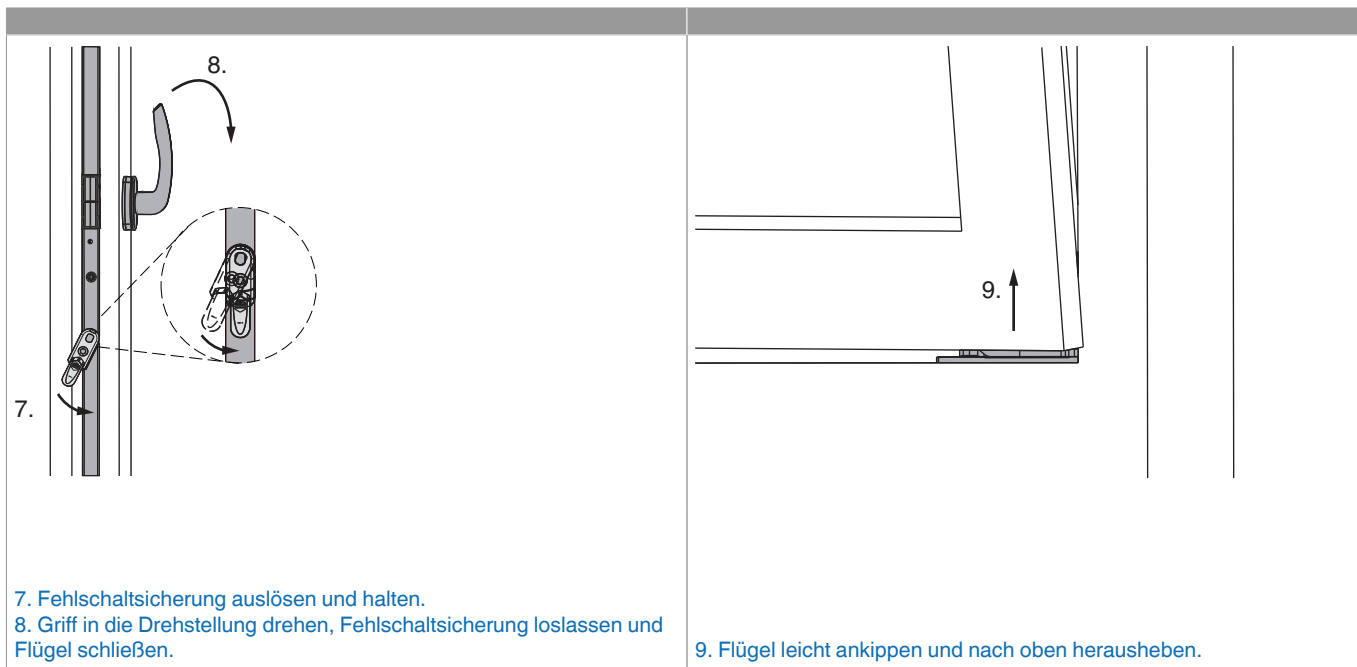 8.
7.
7. Fehlschaltsicherung auslösen und halten.
8. Griff in die Drehstellung drehen, Fehlschaltsicherung loslassen und
Flügel schließen.
9.
9. Flügel leicht ankippen und nach oben herausheben.